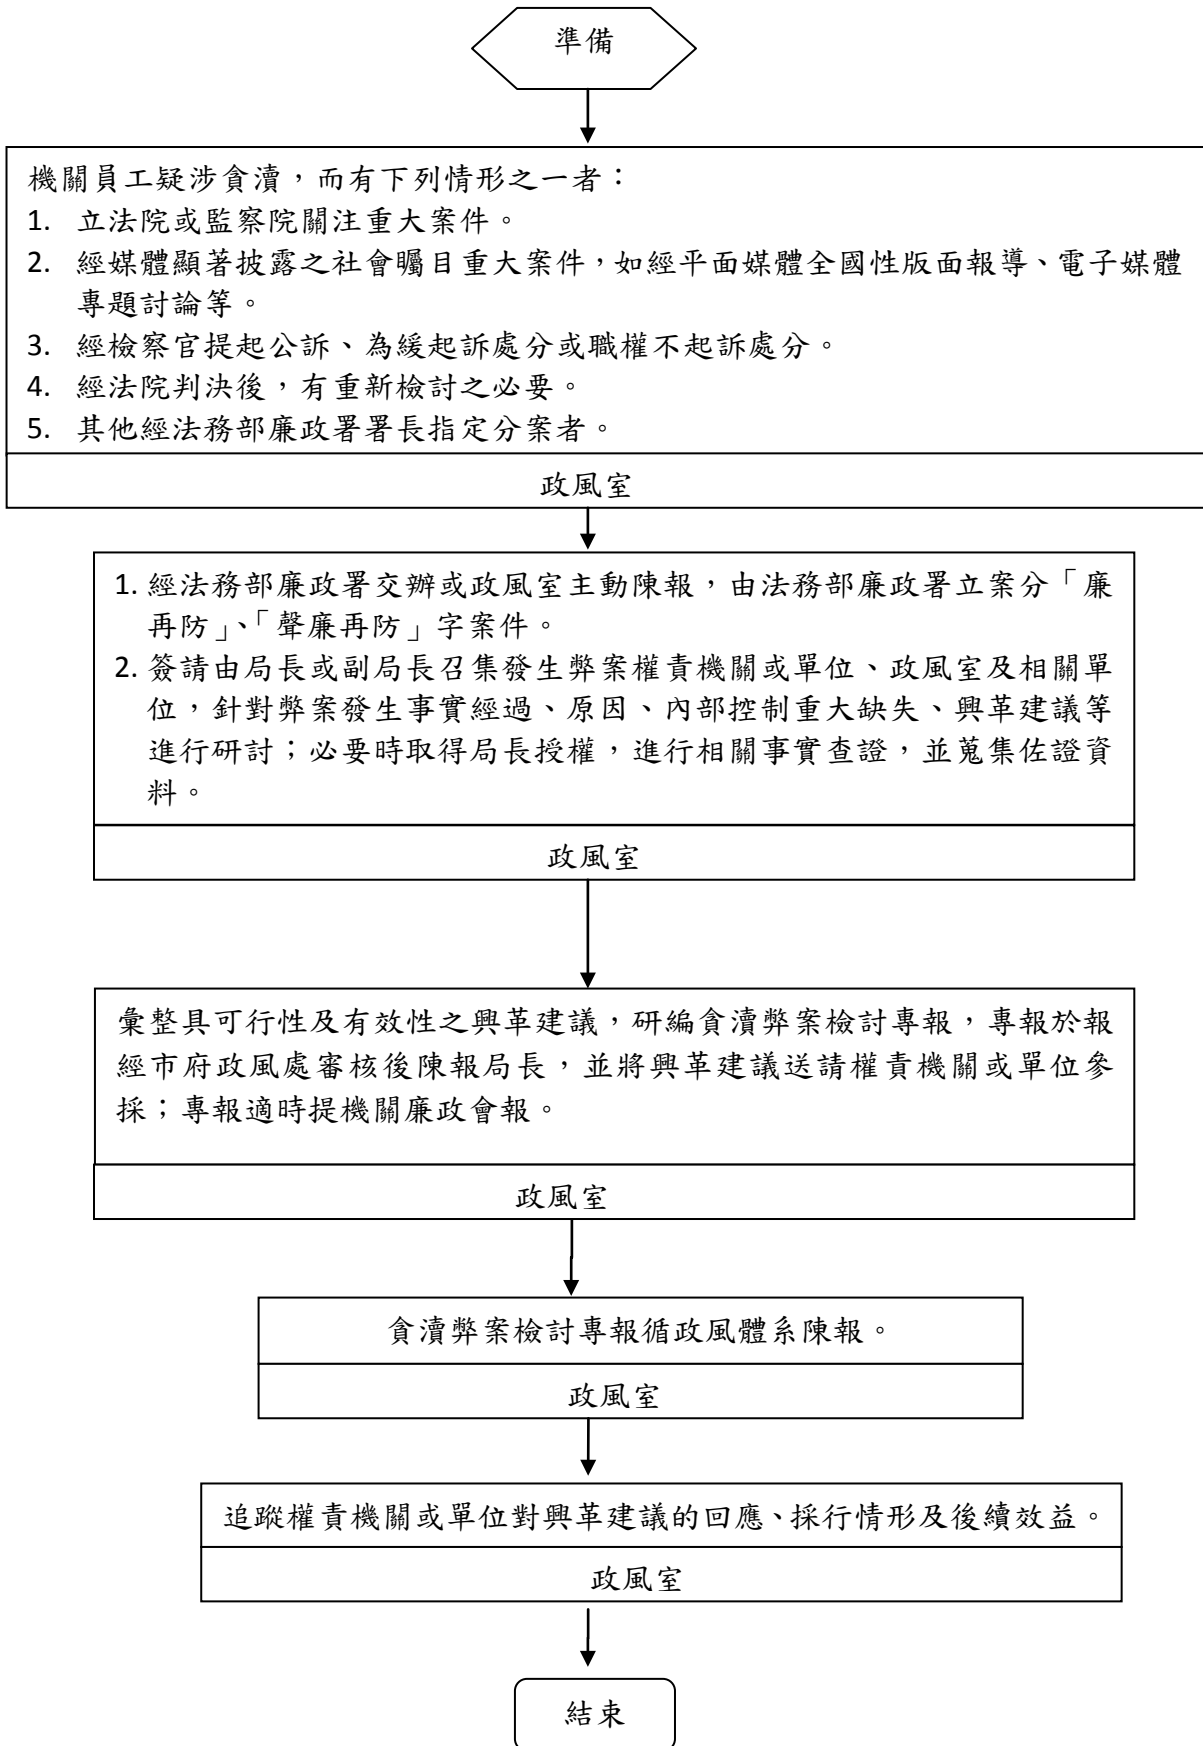 準備
機關員工疑涉貪瀆，而有下列情形之一者：
1. 立法院或監察院關注重大案件。
2. 經媒體顯著披露之社會矚目重大案件，如經平面媒體全國性版面報導、電子媒體
專題討論等。
3. 經檢察官提起公訴、為緩起訴處分或職權不起訴處分。
4. 經法院判決後，有重新檢討之必要。
5. 其他經法務部廉政署署長指定分案者。
政風室
1. 經法務部廉政署交辦或政風室主動陳報，由法務部廉政署立案分「廉
再防」、「聲廉再防」字案件。
2. 簽請由局長或副局長召集發生弊案權責機關或單位、政風室及相關單
位，針對弊案發生事實經過、原因、內部控制重大缺失、興革建議等
進行研討；必要時取得局長授權，進行相關事實查證，並蒐集佐證資
料。
政風室
彙整具可行性及有效性之興革建議，研編貪瀆弊案檢討專報，專報於報
經市府政風處審核後陳報局長，並將興革建議送請權責機關或單位參
採；專報適時提機關廉政會報。
政風室
貪瀆弊案檢討專報循政風體系陳報。
政風室
追蹤權責機關或單位對興革建議的回應、採行情形及後續效益。
政風室
結束